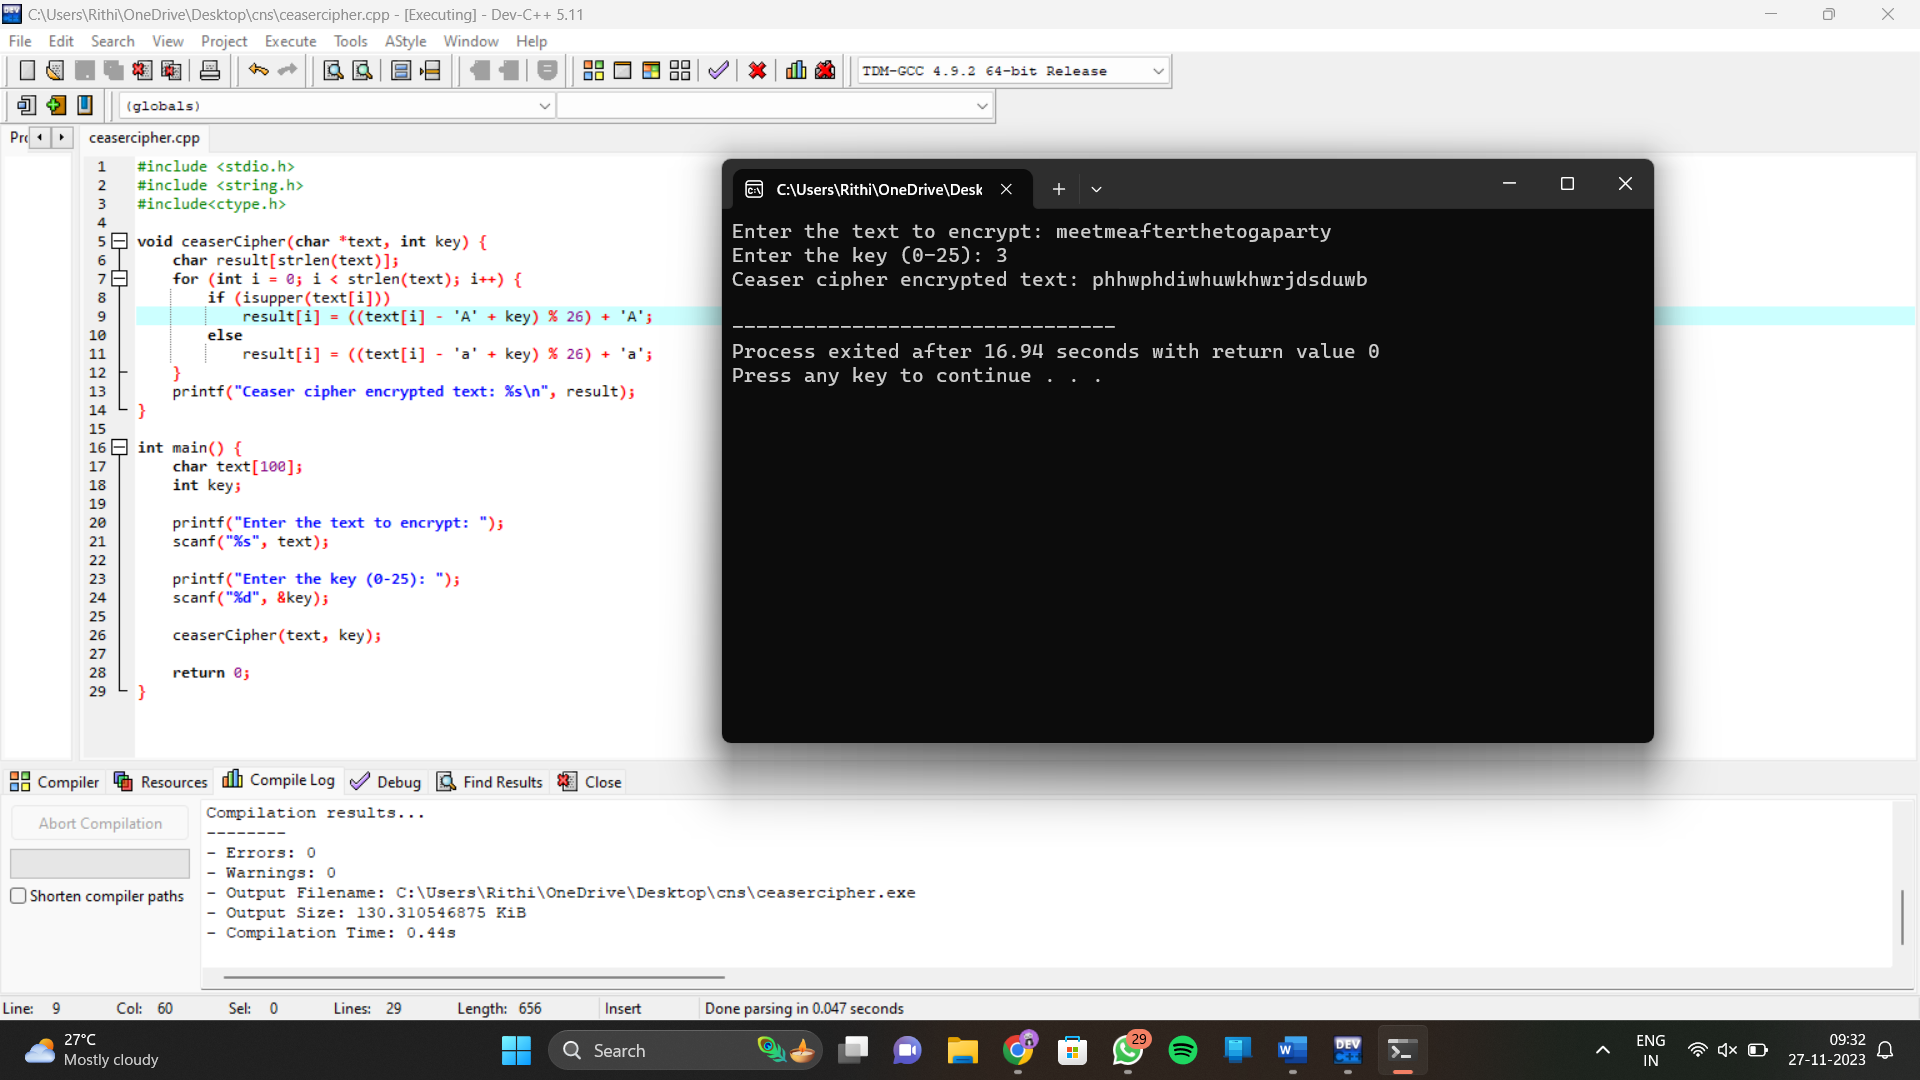 C:\Users\Rithi\OneDrive\Desktop\cns\ceasercipher.cpp - [Executing] - Dev-C++ 5.11
File Edit Search View Project Execute Tools AStyle Window Help
TDM-GCC 4.9.2 64-bit Release
(globals)
ceasercipher.cpp
1 #include <stdio.h>
2 #include <string.h>
3 #include<ctype.h>
4
5 void ceaserCipher(char *text, int key) {
6 char result[strlen(text)];
7 for (int i = 0; i < strlen(text); i++) {
8 if (isupper(text[i]))
9 result[i] = ((text[i] - 'A' + key) % 26) + 'A';
10 else
11 result[i] = ((text[i] - 'a' + key) % 26) + 'a';
12 }
13 printf("Ceaser cipher encrypted text: %s\n", result);
14 }
15
16 int main() {
17 char text[100];
18 int key;
19
20 printf("Enter the text to encrypt: ");
21 scanf("%s", text);
22
23 printf("Enter the key (0-25): ");
24 scanf("%d", &key);
25
26 ceaserCipher(text, key);
27
28 return 0;
29 }
C:\Users\Rithi\OneDrive\Desk
Enter the text to encrypt: meetmeafterthetogaparty
Enter the key (0-25): 3
Ceaser cipher encrypted text: phhwphdiwhuwkhwrjdsduwb
--------------------------------
Process exited after 16.94 seconds with return value 0
Press any key to continue . . .
Compiler Resources Compile Log Debug Find Results Close
Abort Compilation
Shorten compiler paths
Compilation results...
--------
- Errors: 0
- Warnings: 0
- Output Filename: C:\Users\Rithi\OneDrive\Desktop\cns\ceasercipher.exe
- Output Size: 130.310546875 KiB
- Compilation Time: 0.44s
Line: 9 Col: 60 Sel: 0 Lines: 29 Length: 656 Insert Done parsing in 0.047 seconds
27°C
Mostly cloudy
Search
29
DEV
C++
ENG
IN
09:32
27-11-2023